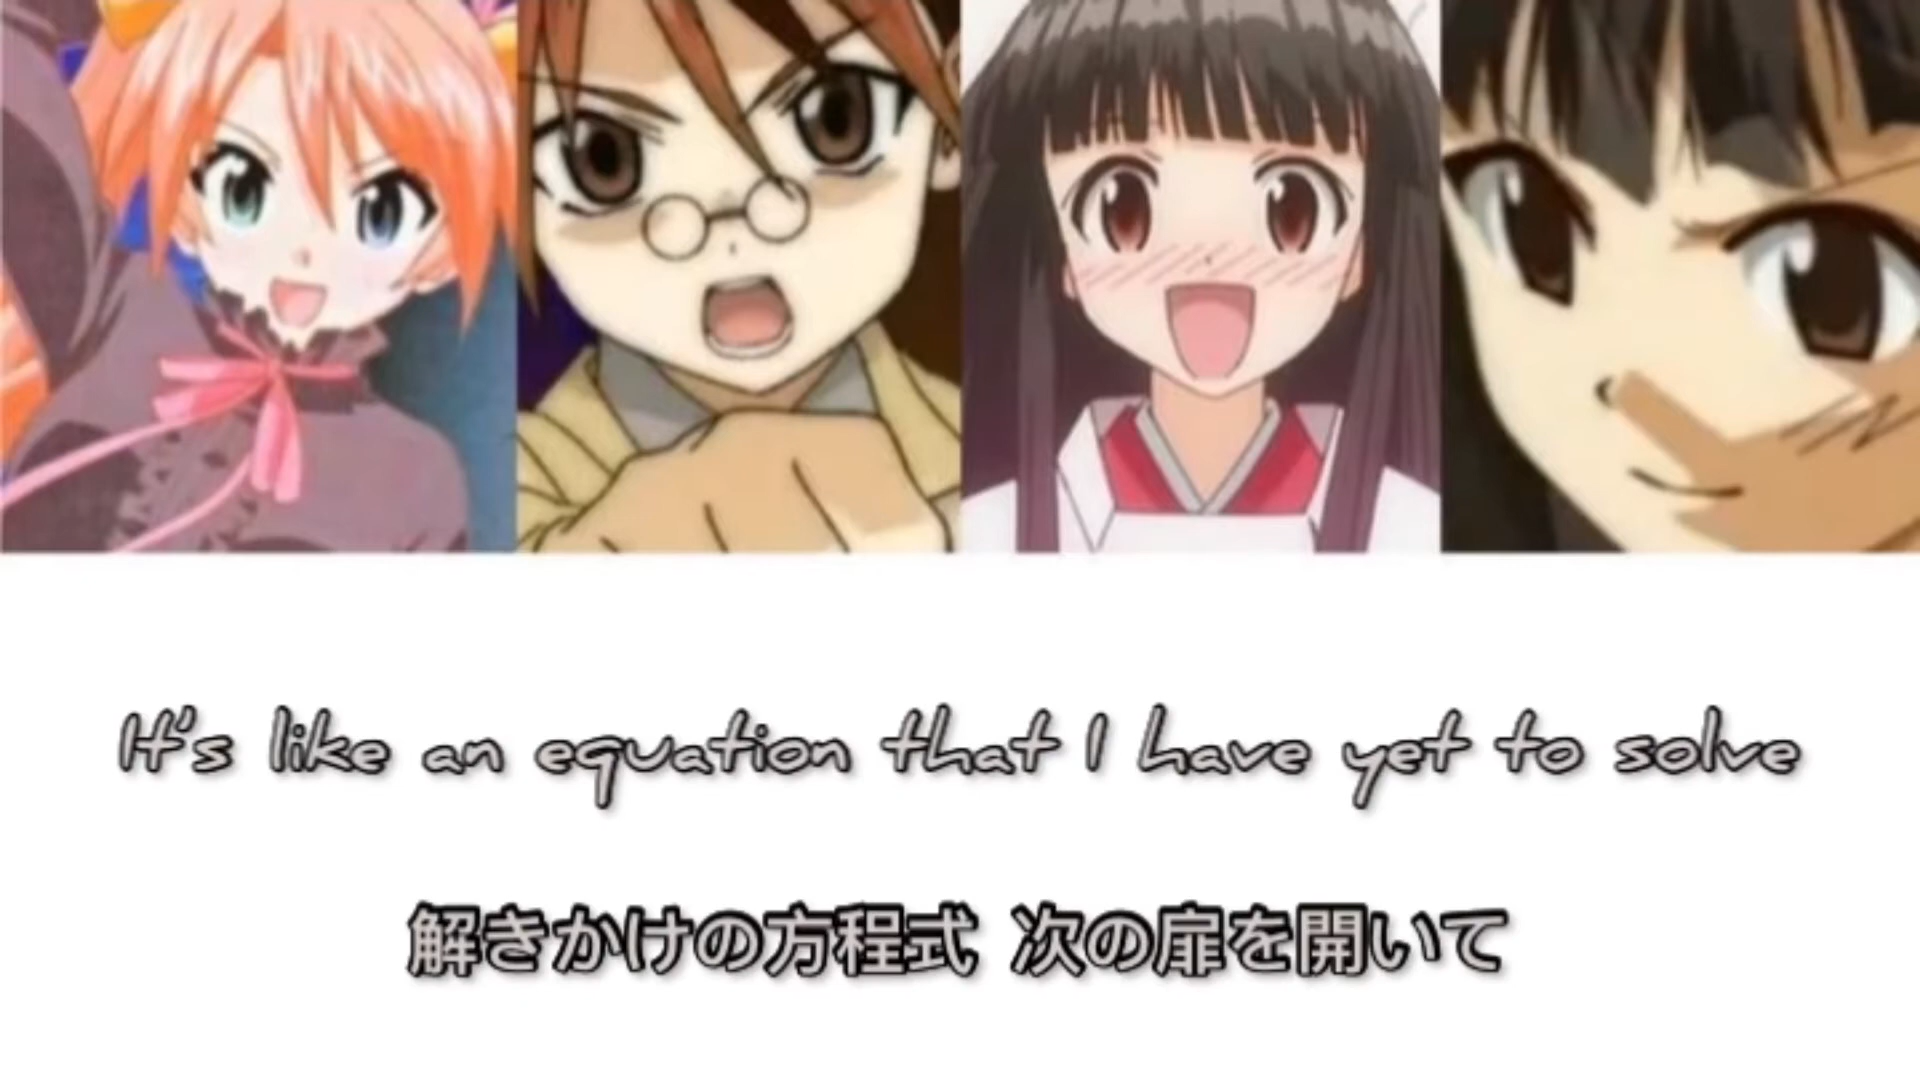 It's like an equation that I have yet to solve
解きかけの方程式 次の扉を開いて